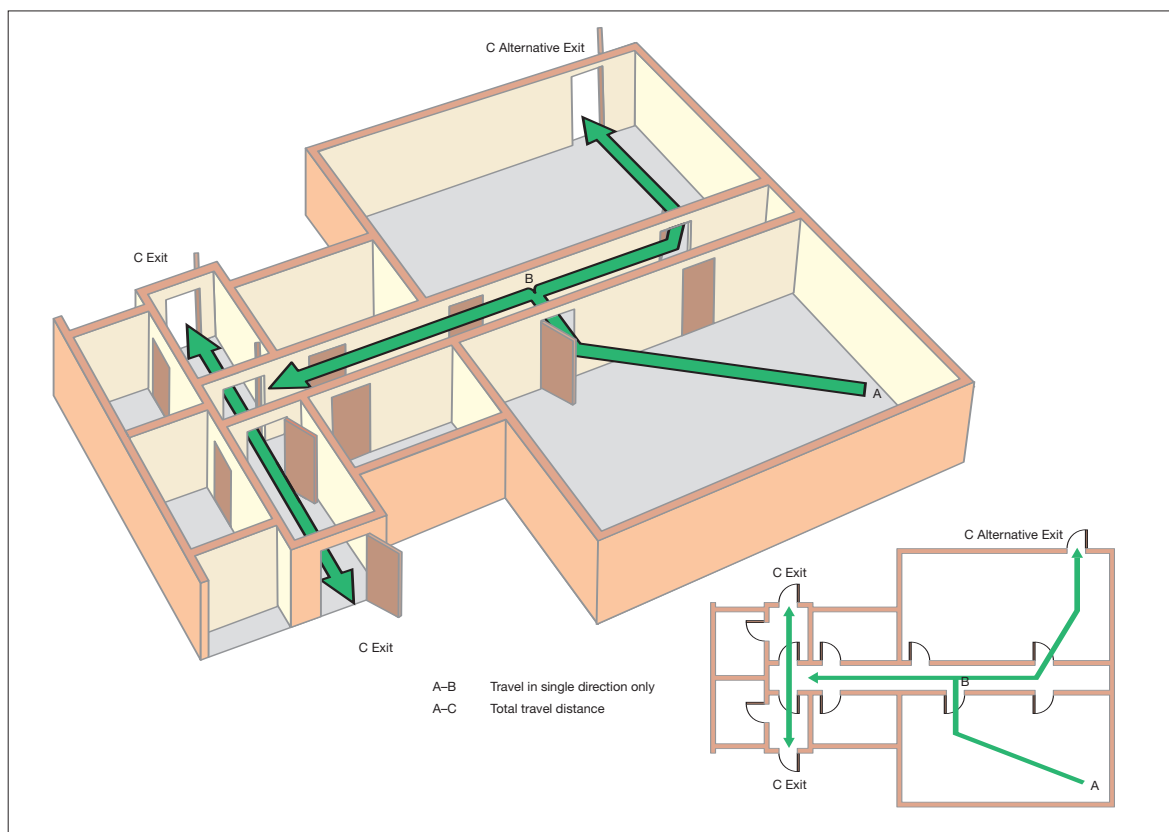 C Alternative Exit
C Exit
B
A
C Exit
A–B Travel in single direction only
A–C Total travel distance
C Alternative Exit
C Exit
B
A
C Exit